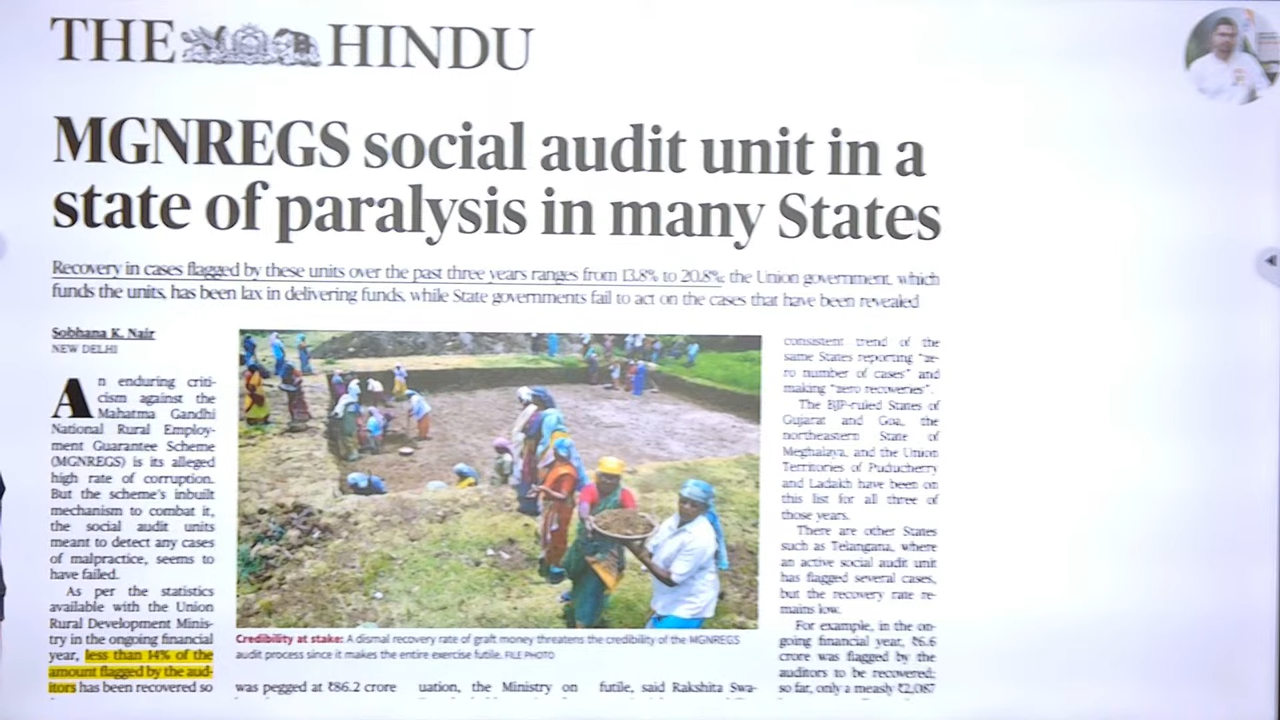 THE HINDU
MGNREGS social audit unit in a
state of paralysis in many States
Recovery in cases flagged by these units over the past three years ranges from 13.8% to 20.8%; the Union government, which
funds the units, has been lax in delivering funds, while State governments fail to act on the cases that have been revealed
Sobhana K. Nair
NEW DELHI
An enduring criti-
cism against the
Mahatma Gandhi
National Rural Employ-
ment Guarantee Scheme
(MGNREGS) is its alleged
high rate of corruption.
But the scheme's inbuilt
mechanism to combat it,
the social audit units
meant to detect any cases
of malpractice, seems to
have failed.
As per the statistics
available with the Union
Rural Development Minis-
try in the ongoing financial
year, less than 14% of the
amount flagged by the aud-
itors has been recovered so
Credibility at stake: A dismal recovery rate of graft money threatens the credibility of the MGNREGS
audit process since it makes the entire exercise futile. FILE PHOTO
was pegged at ₹86.2 crore
uation, the Ministry on
futile, said Rakshita Swa-
consistent trend of the
same States reporting "ze-
ro number of cases" and
making "zero recoveries".
The BJP-ruled States of
Gujarat and Goa, the
northeastern State of
Meghalaya, and the Union
Territories of Puducherry
and Ladakh have been on
this list for all three of
those years.
There are other States
such as Telangana, where
an active social audit unit
has flagged several cases,
but the recovery rate re-
mains low.
For example, in the on-
going financial year, ₹6.6
crore was flagged by the
auditors to be recovered;
so far, only a measly ₹2,087